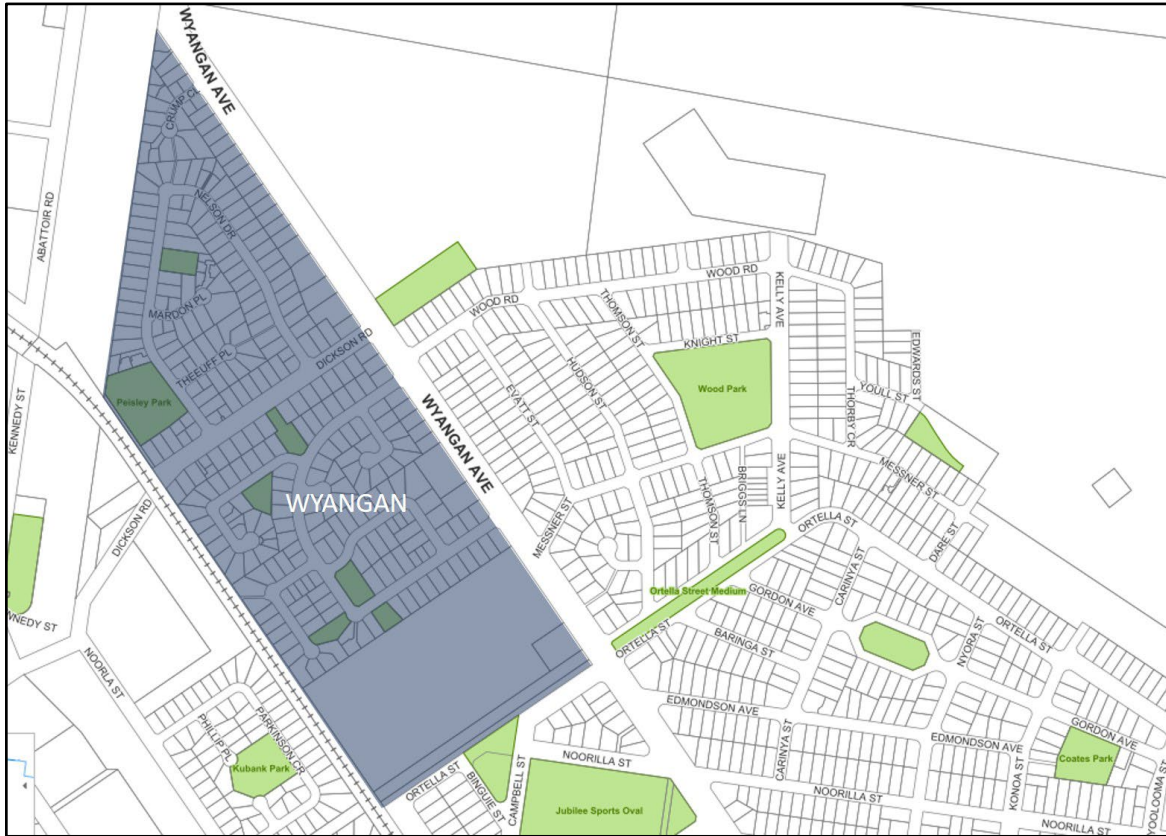 WYANGAN AVE
CRUMP CL
ABATTOIR RD
NELSON DR
MARDON PL
THEEUFF PL
DICKSON RD
WOOD RD
WOOD RD
KELLY AVE
THOMSON ST
KNIGHT ST
EDWARDS ST
HUDSON ST
EVATT ST
Wood Park
YOULL ST
THORBY CR
Peisley Park
KENNEDY ST
WYANGAN AVE
MESSNER ST
WYANGAN
THOMSON ST
BRIGGS LN
KELLY AVE
MESSNER ST
DICKSON RD
ORTELLA ST
DARE ST
CARINYA ST
Ortella Street Medium
GORDON AVE
NNEDY ST
NOORLA ST
ORTELLA ST
BARINGA ST
NYORA ST
ORTELLA ST
EDMONDSON AVE
PHILLIP PL
PARKINSON CR
Kubank Park
CARINYA ST
EDMONDSON AVE
GORDON AVE
Coates Park
ORTELLA ST
BINGUIE ST
CAMPBELL ST
NOORILLA ST
KONOA ST
NOORILLA ST
Jubilee Sports Oval
NOORILLA ST
OOLOOMA ST